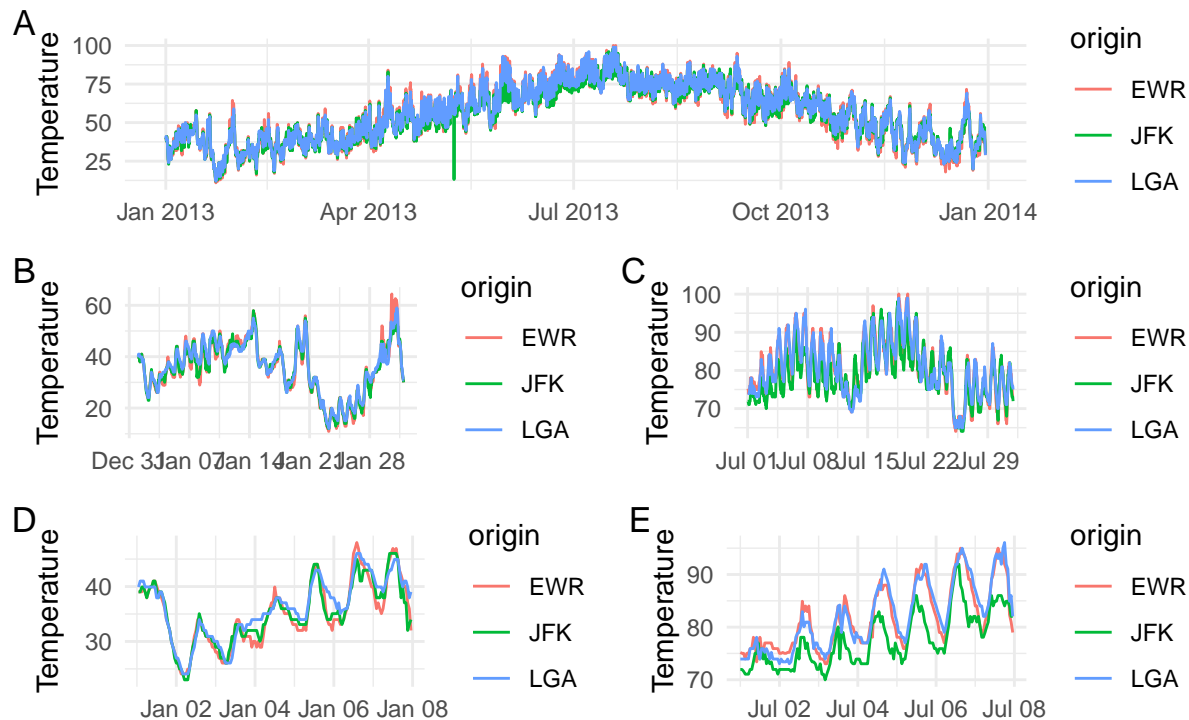 A
Temperature
100
75
50
25
Jan 2013 Apr 2013 Jul 2013 Oct 2013 Jan 2014
origin
EWR
JFK
LGA
B
Temperature
60
40
20
Dec 31 Jan 07 Jan 14 Jan 21 Jan 28
origin
EWR
JFK
LGA
C
Temperature
100
90
80
70
Jul 01 Jul 08 Jul 15 Jul 22 Jul 29
origin
EWR
JFK
LGA
D
Temperature
40
30
Jan 02 Jan 04 Jan 06 Jan 08
origin
EWR
JFK
LGA
E
Temperature
90
80
70
Jul 02 Jul 04 Jul 06 Jul 08
origin
EWR
JFK
LGA